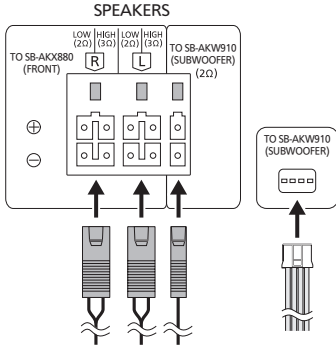 SPEAKERS
LOW HIGH LOW HIGH
(2Ω) (3Ω) (2Ω) (3Ω)
TO SB-AKX880
(FRONT)
R
L
TO SB-AKW910
(SUBWOOFER)
(2Ω)
⊕
⊖
TO SB-AKW910
(SUBWOOFER)